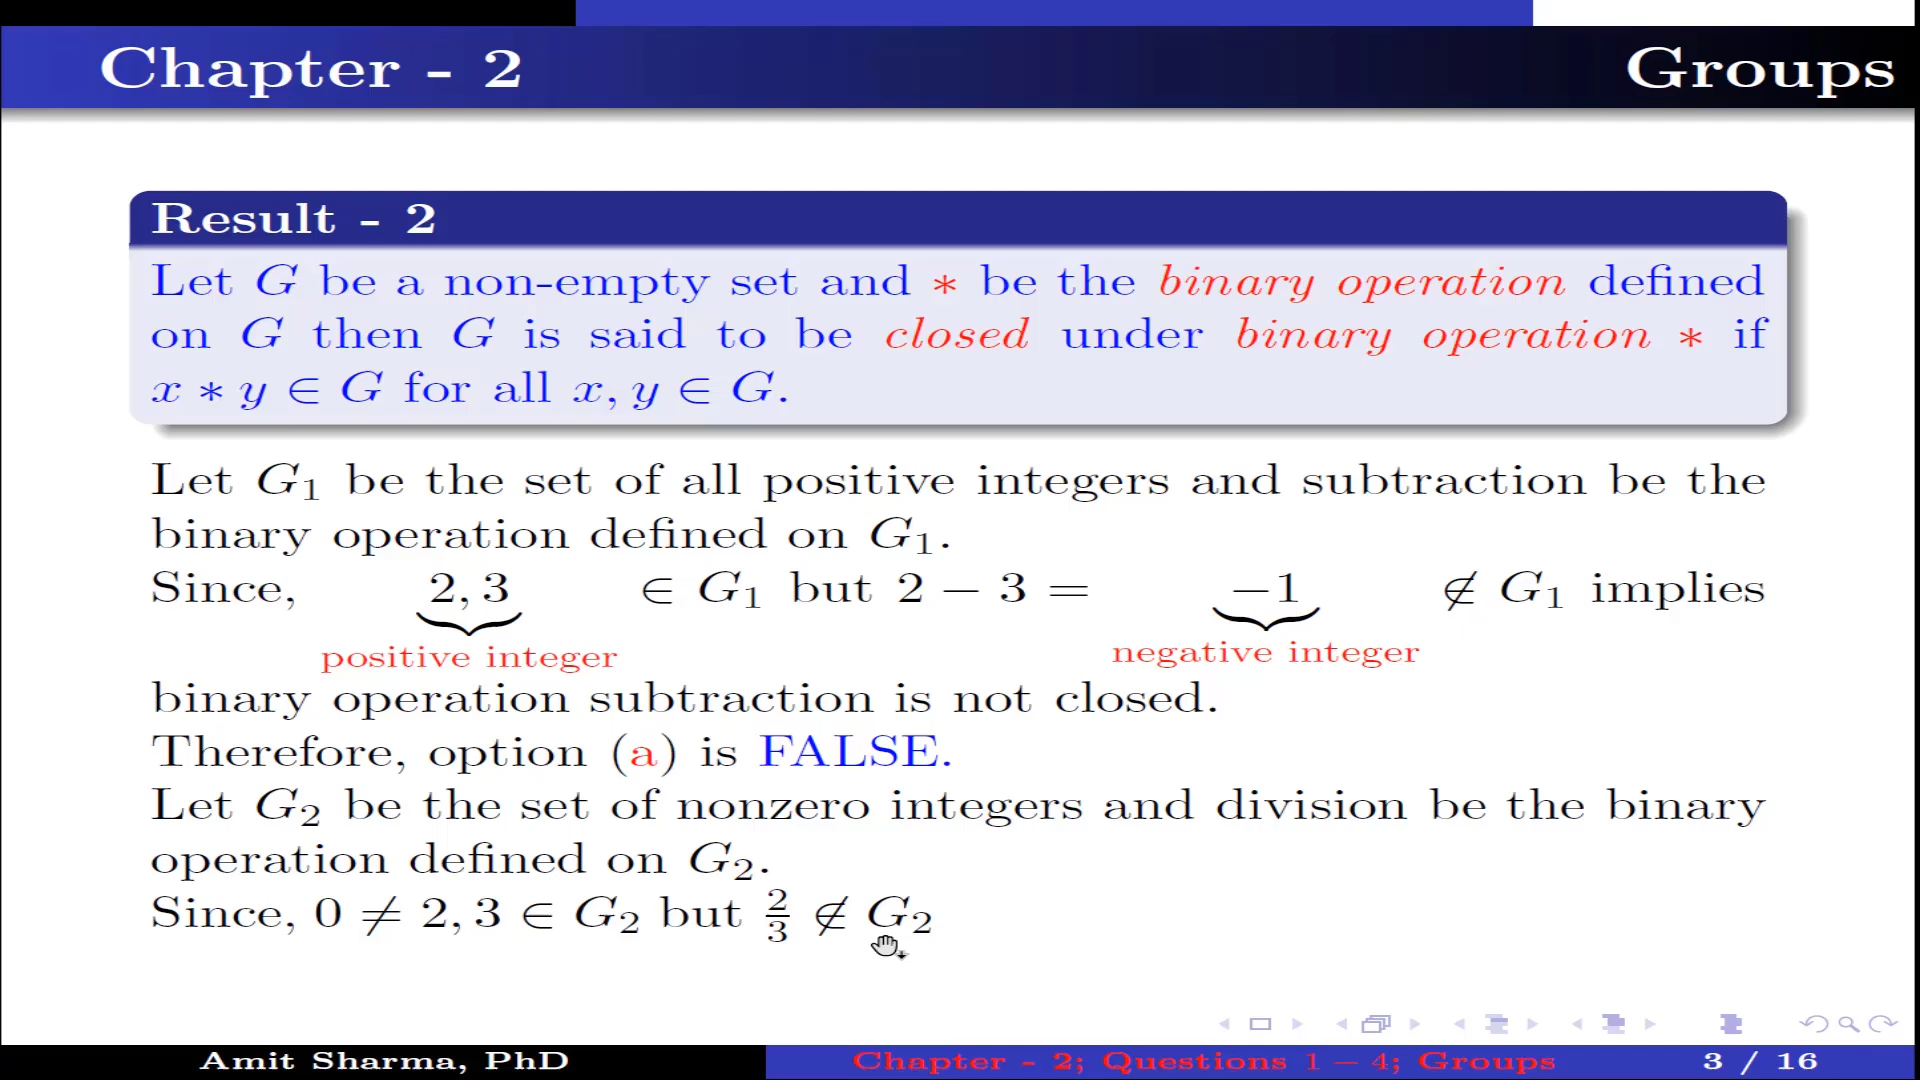 Chapter - 2 Groups
Result - 2
Let G be a non-empty set and ∗ be the binary operation defined
on G then G is said to be closed under binary operation ∗ if
x ∗ y ∈ G for all x, y ∈ G.
Let G₁ be the set of all positive integers and subtraction be the
binary operation defined on G₁.
Since, 2, 3 ∈ G₁ but 2 − 3 = −1 ∉ G₁ implies
positive integer negative integer
binary operation subtraction is not closed.
Therefore, option (a) is FALSE.
Let G₂ be the set of nonzero integers and division be the binary
operation defined on G₂.
Since, 0 ≠ 2, 3 ∈ G₂ but 2/3 ∉ G₂
Amit Sharma, PhD Chapter - 2; Questions 1 − 4; Groups 3 / 16